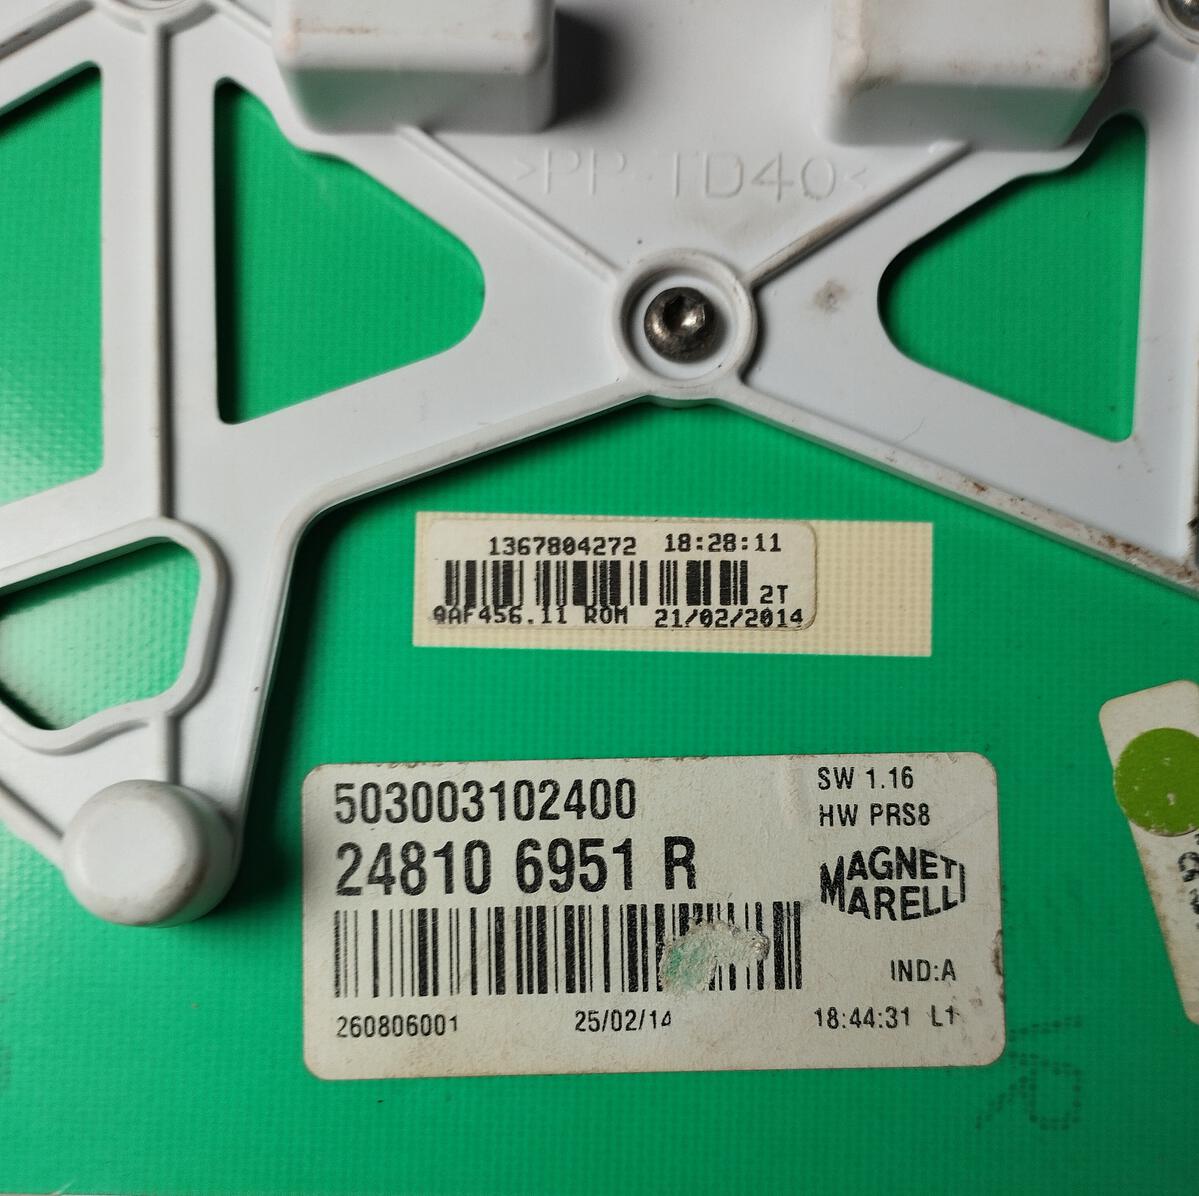 >PP-TD40<
1367804272 18:28:11
2T
QAF456.11 ROM 21/02/2014
503003102400
24810 6951 R
SW 1.16
HW PRS8
MAGNETI
MARELLI
IND:A
260806001 25/02/14 18:44:31 L1